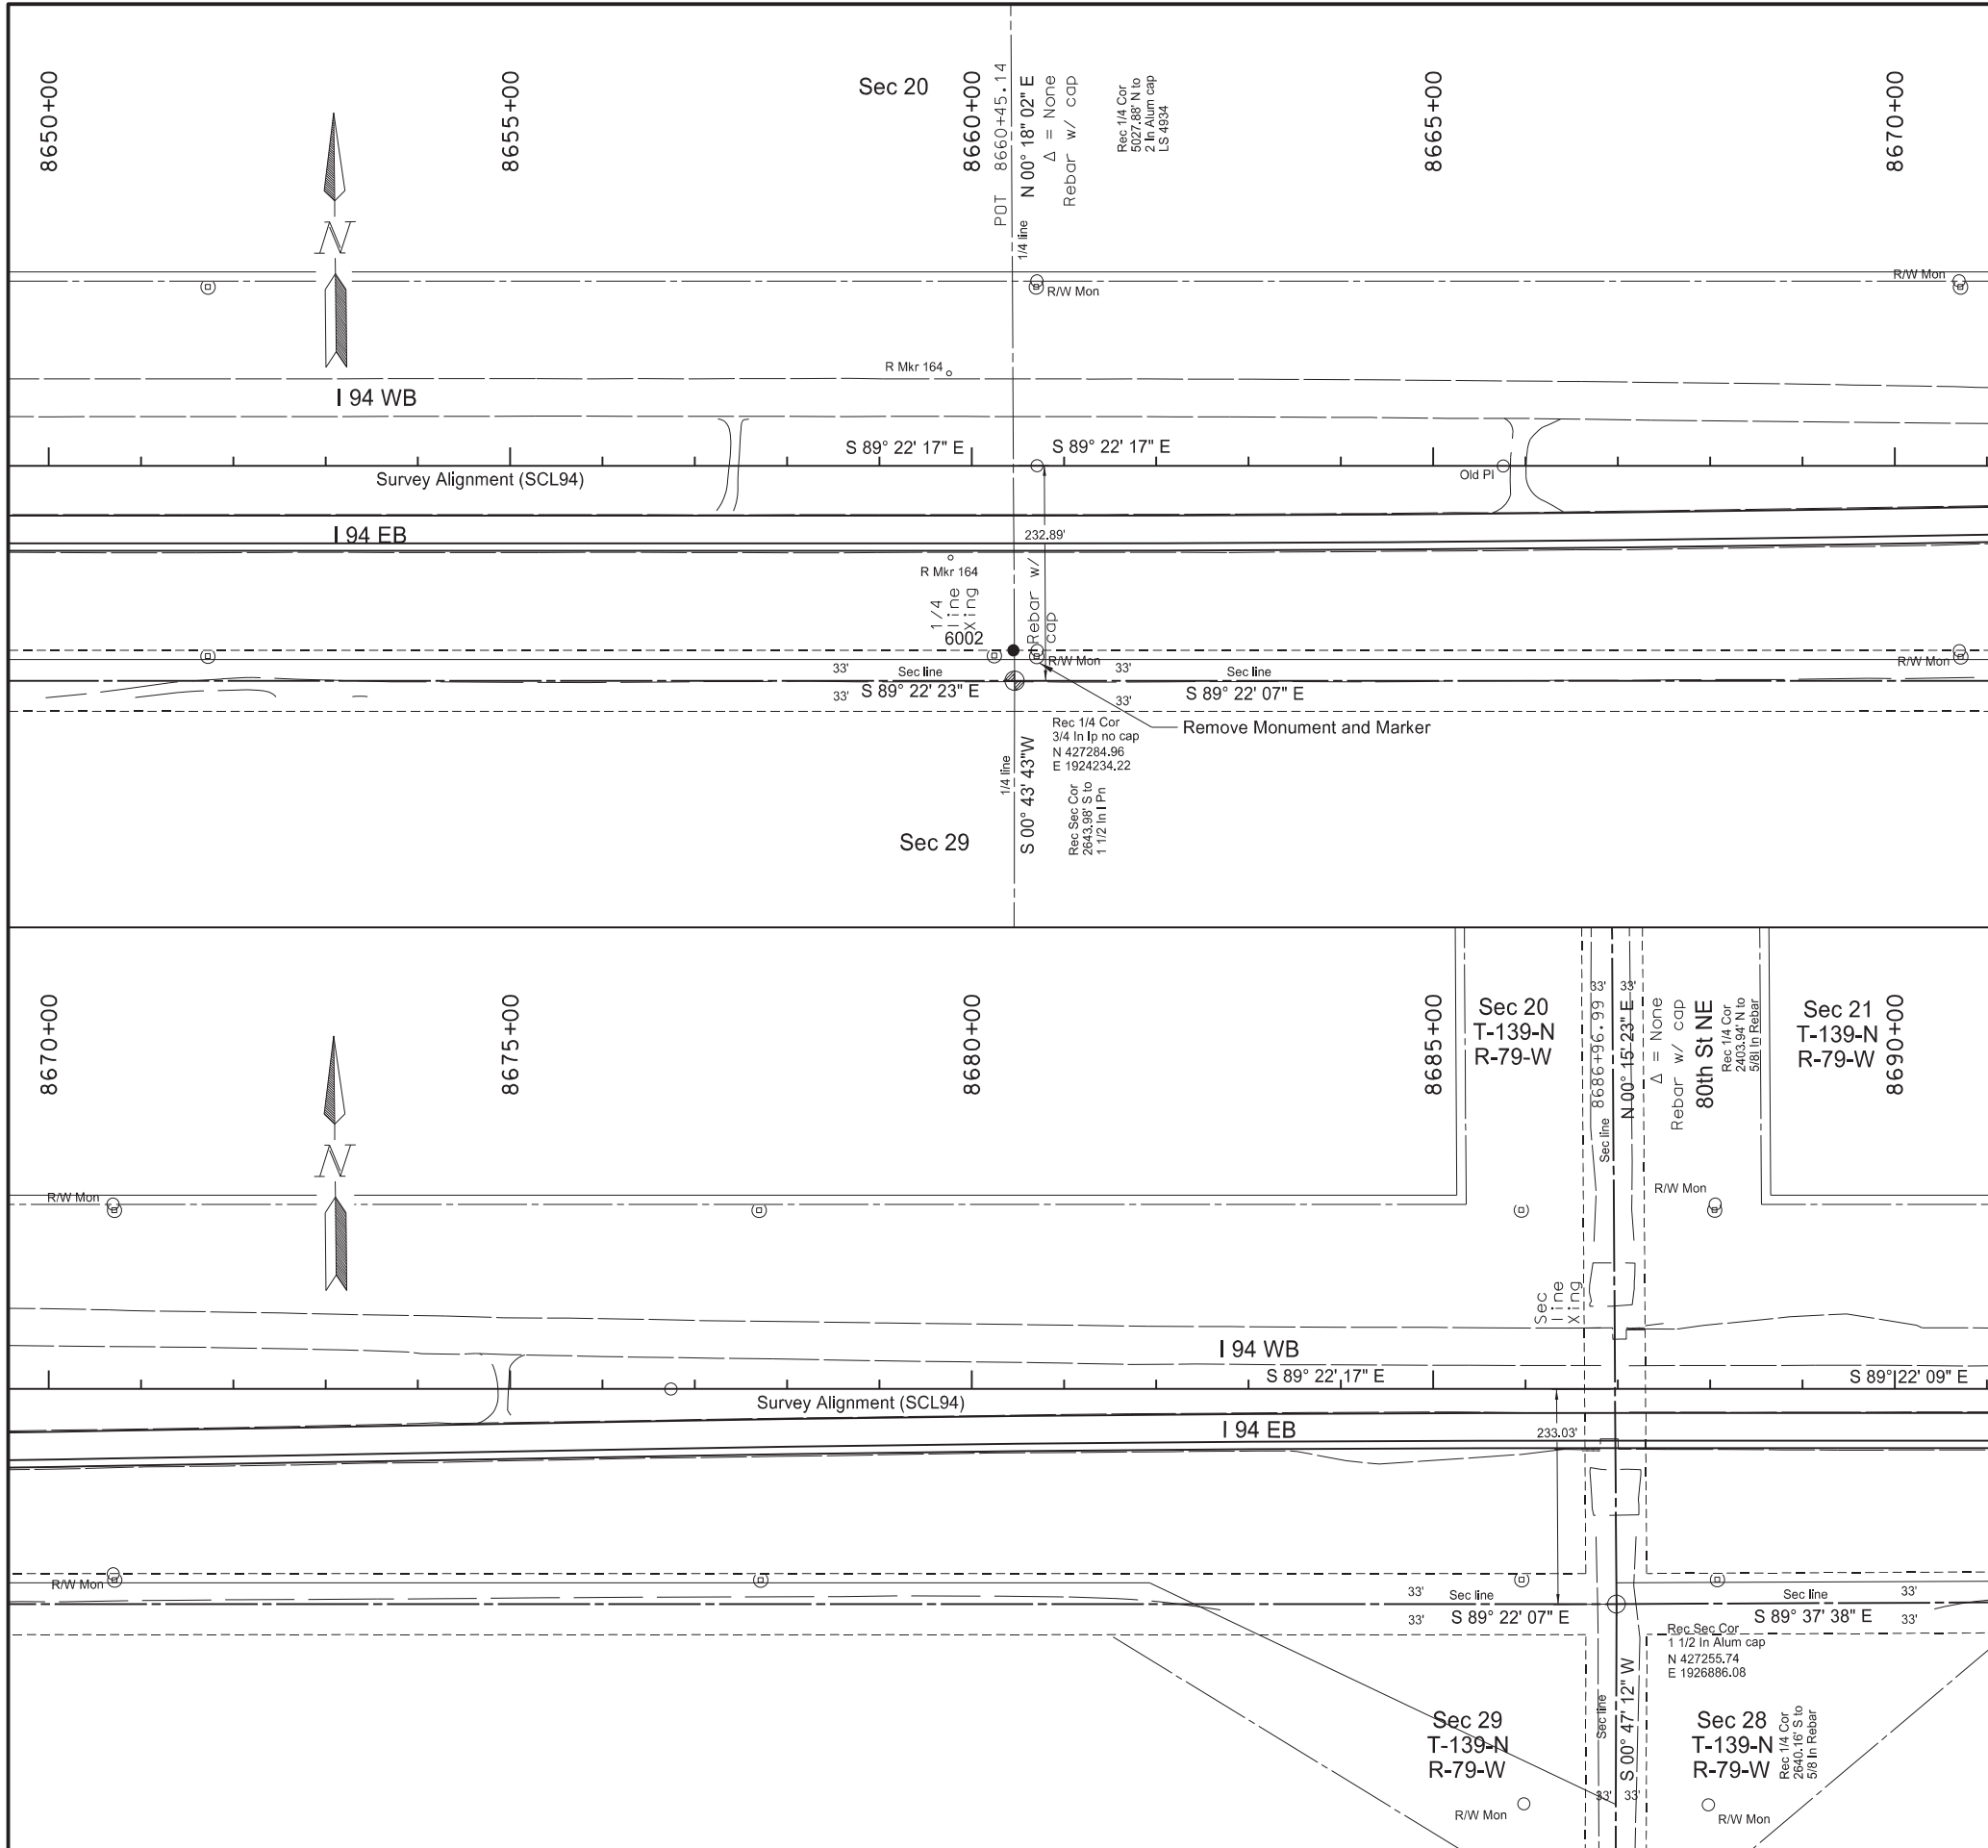 8650+00
8655+00
Sec 20
8660+00
POT 8660+45.14
N 00° 18' 02" E
Δ = None
Rebar w/ cap
Rec 1/4 Cor
5027.88' N to
2 In Alum cap
LS 4934
8665+00
8670+00
N
1/4 line
R/W Mon
R/W Mon
R Mkr 164
I 94 WB
S 89° 22' 17" E
S 89° 22' 17" E
Survey Alignment (SCL94)
Old PI
I 94 EB
232.89'
R Mkr 164
1/4
line
Xing
6002
Rebar w/
cap
R/W Mon
R/W Mon
33'
Sec line
33'
Sec line
33'
S 89° 22' 23" E
33'
S 89° 22' 07" E
Rec 1/4 Cor
3/4 In Ip no cap
N 427284.96
E 1924234.22
Remove Monument and Marker
1/4 line
S 00° 43' 43"W
Rec Sec Cor
2643.98' S to
1 1/2 In I Pn
Sec 29
8670+00
8675+00
8680+00
8685+00
Sec 20
T-139-N
R-79-W
33'
33'
8686+96.99
N 00° 15' 23" E
Δ = None
Rebar w/ cap
80th St NE
Rec 1/4 Cor
2403.94' N to
5/8I In Rebar
Sec 21
T-139-N
R-79-W
8690+00
Sec line
N
R/W Mon
R/W Mon
Sec
line
Xing
I 94 WB
S 89° 22' 17" E
S 89° 22' 09" E
Survey Alignment (SCL94)
I 94 EB
233.03'
R/W Mon
33'
Sec line
Sec line
33'
33'
S 89° 22' 07" E
S 89° 37' 38" E
33'
Rec Sec Cor
1 1/2 In Alum cap
N 427255.74
E 1926886.08
Sec line
S 00° 47' 12" W
Sec 29
T-139-N
R-79-W
Sec 28
T-139-N
R-79-W
Rec 1/4 Cor
2640.16' S to
5/8 In Rebar
33'
33'
R/W Mon
R/W Mon